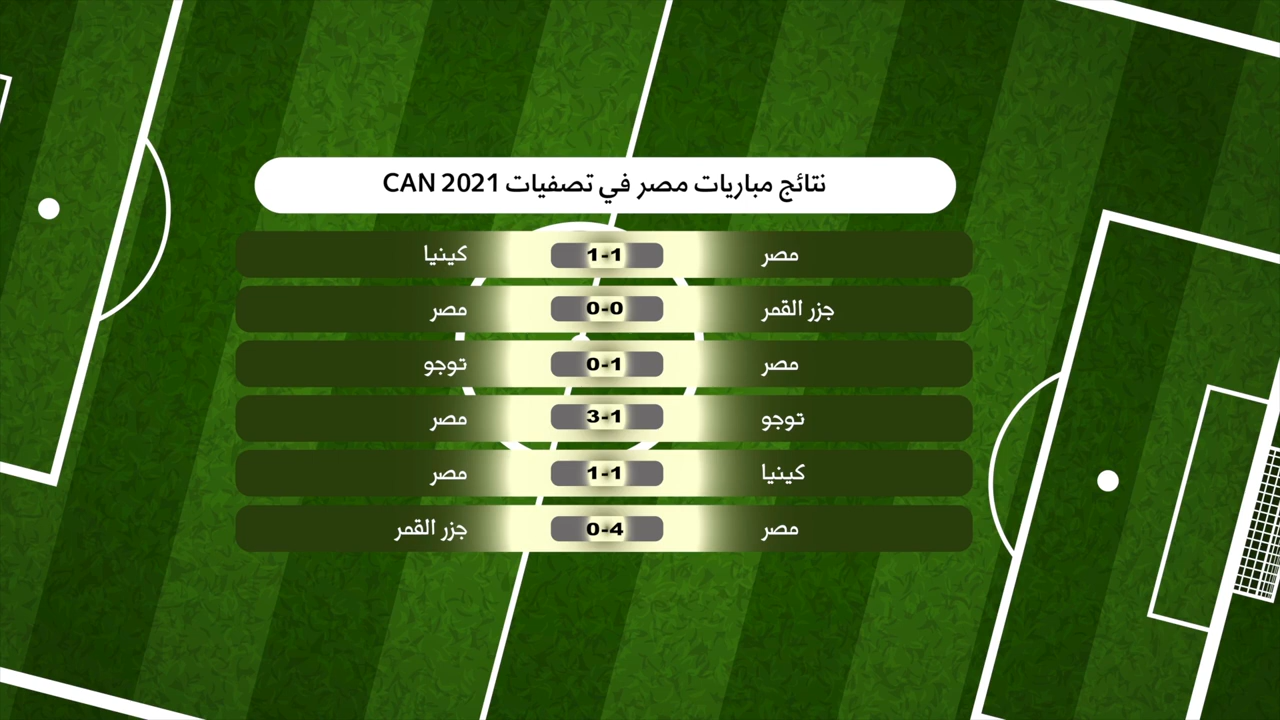 نتائج مباريات مصر في تصفيات CAN 2021
مصر 1-1 كينيا
جزر القمر 0-0 مصر
مصر 0-1 توجو
توجو 3-1 مصر
كينيا 1-1 مصر
مصر 0-4 جزر القمر